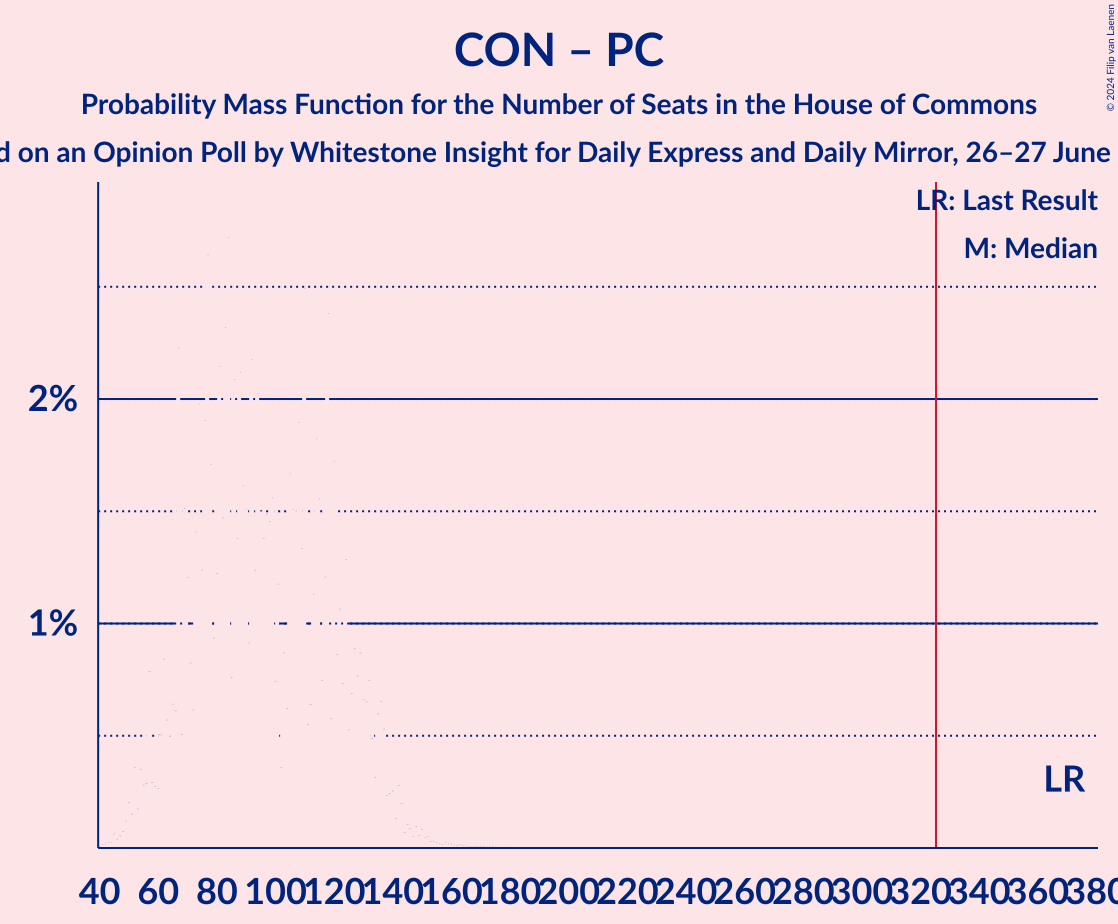 CON – PC
Probability Mass Function for the Number of Seats in the House of Commons
on an Opinion Poll by Whitestone Insight for Daily Express and Daily Mirror, 26–27 June
LR: Last Result
M: Median
2%
1%
LR
40 60 80 100 120 140 160 180 200 220 240 260 280 300 320 340 360 380
© 2024 Filip van Laenen